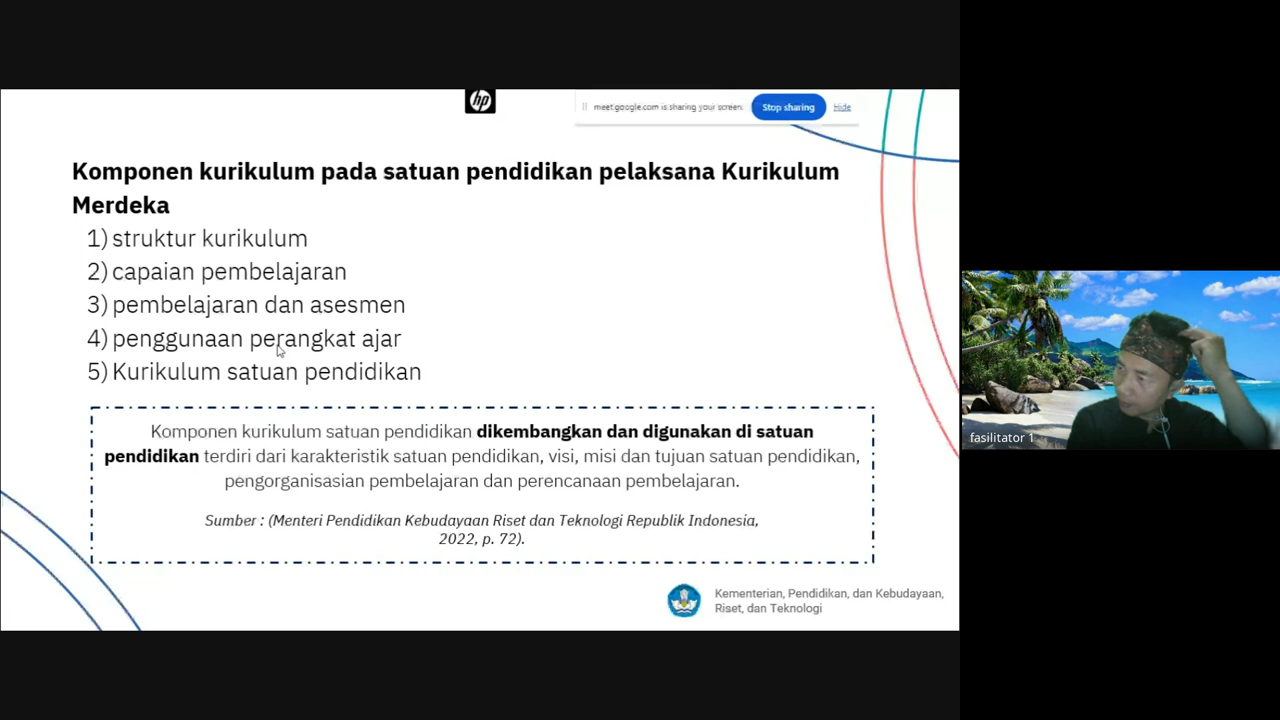 hp
meet.google.com is sharing your screen.
Stop sharing
Hide
Komponen kurikulum pada satuan pendidikan pelaksana Kurikulum
Merdeka
1) struktur kurikulum
2) capaian pembelajaran
3) pembelajaran dan asesmen
4) penggunaan perangkat ajar
5) Kurikulum satuan pendidikan
Komponen kurikulum satuan pendidikan dikembangkan dan digunakan di satuan
pendidikan terdiri dari karakteristik satuan pendidikan, visi, misi dan tujuan satuan pendidikan,
pengorganisasian pembelajaran dan perencanaan pembelajaran.
Sumber : (Menteri Pendidikan Kebudayaan Riset dan Teknologi Republik Indonesia,
2022, p. 72).
Kementerian, Pendidikan, dan Kebudayaan,
Riset, dan Teknologi
fasilitator 1